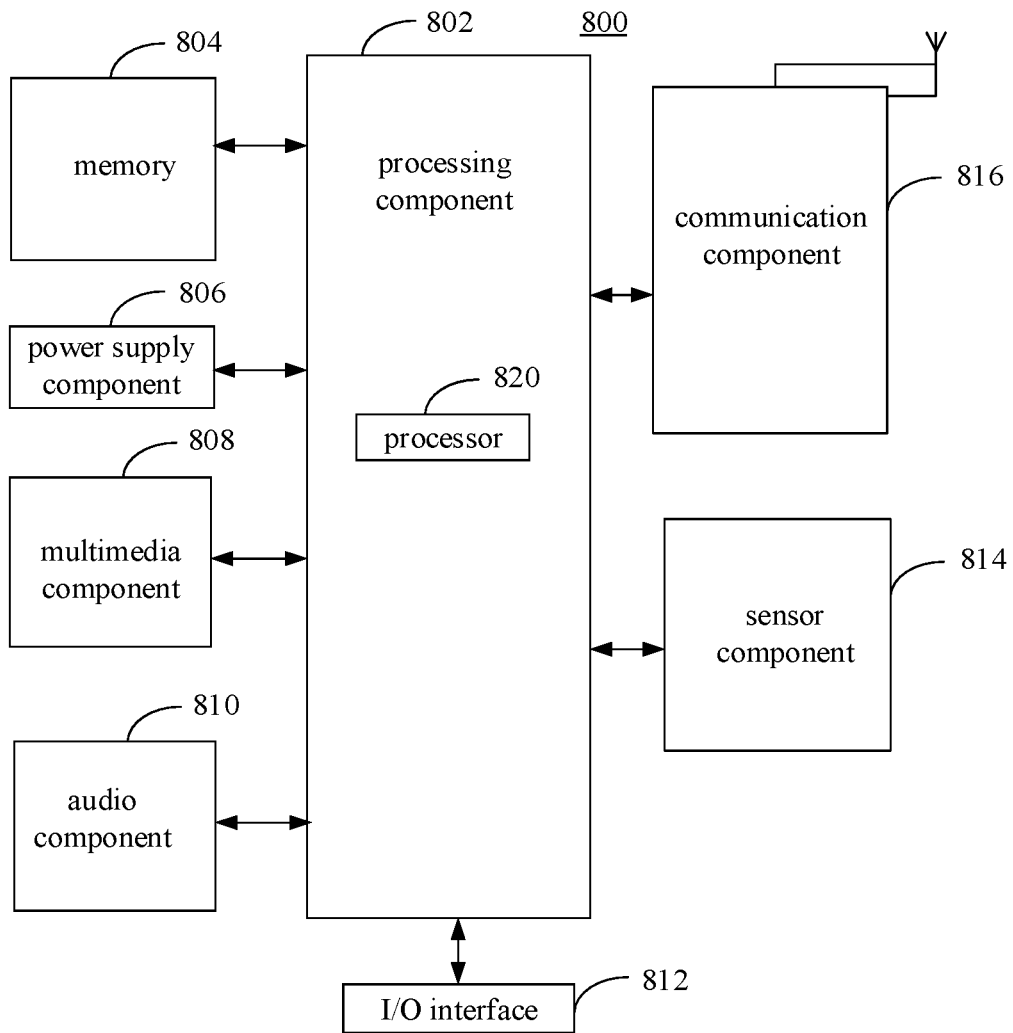 800
802
804
memory
processing
component
816
communication
component
806
power supply
component
820
processor
808
multimedia
component
814
sensor
component
810
audio
component
812
I/O interface